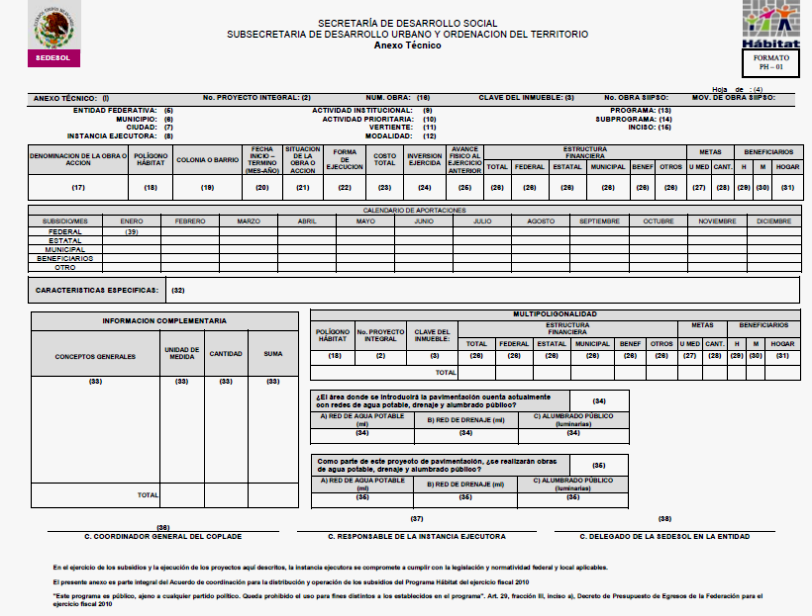 SECRETARÍA DE DESARROLLO SOCIAL
SUBSECRETARIA DE DESARROLLO URBANO Y ORDENACION DEL TERRITORIO
Anexo Técnico
SEDESOL
Hábitat
FORMATO
PH – 01
Hoja de : (4)
ANEXO TÉCNICO: (I) No. PROYECTO INTEGRAL: (2) NUM. OBRA: (16) CLAVE DEL INMUEBLE: (3) No. OBRA SIIPSO: MOV. DE OBRA SIIPSO:
ENTIDAD FEDERATIVA: (5) ACTIVIDAD INSTITUCIONAL: (9) PROGRAMA: (13)
MUNICIPIO: (6) ACTIVIDAD PRIORITARIA: (10) SUBPROGRAMA: (14)
CIUDAD: (7) VERTIENTE: (11) INCISO: (15)
INSTANCIA EJECUTORA: (8) MODALIDAD: (12)
DENOMINACION DE LA OBRA O ACCION POLÍGONO HÁBITAT COLONIA O BARRIO FECHA INICIO – TERMINO (MES-AÑO) SITUACION DE LA OBRA O ACCION FORMA DE EJECUCION COSTO TOTAL INVERSION EJERCIDA AVANCE FISICO AL EJERCICIO ANTERIOR ESTRUCTURA FINANCIERA METAS BENEFICIARIOS
TOTAL FEDERAL ESTATAL MUNICIPAL BENEF OTROS U MED CANT. H M HOGAR
(17) (18) (19) (20) (21) (22) (23) (24) (25) (26) (26) (26) (26) (26) (26) (27) (28) (29) (30) (31)
CALENDARIO DE APORTACIONES
SUBSIDIO/MES ENERO FEBRERO MARZO ABRIL MAYO JUNIO JULIO AGOSTO SEPTIEMBRE OCTUBRE NOVIEMBRE DICIEMBRE
FEDERAL (39)
ESTATAL
MUNICIPAL
BENEFICIARIOS
OTRO
CARACTERISTICAS ESPECIFICAS: (32)
INFORMACION COMPLEMENTARIA
CONCEPTOS GENERALES UNIDAD DE MEDIDA CANTIDAD SUMA
(33) (33) (33) (33)
TOTAL
MULTIPOLIGONALIDAD
POLÍGONO HÁBITAT No. PROYECTO INTEGRAL CLAVE DEL INMUEBLE: ESTRUCTURA FINANCIERA METAS BENEFICIARIOS
TOTAL FEDERAL ESTATAL MUNICIPAL BENEF OTROS U MED CANT. H M HOGAR
(18) (2) (3) (26) (26) (26) (26) (26) (26) (27) (28) (29) (30) (31)
TOTAL
¿El área donde se introducirá la pavimentación cuenta actualmente con redes de agua potable, drenaje y alumbrado público? (34)
A) RED DE AGUA POTABLE (ml) B) RED DE DRENAJE (ml) C) ALUMBRADO PÚBLICO (luminarias)
(34) (34) (34)
Como parte de este proyecto de pavimentación, ¿se realizarán obras de agua potable, drenaje y alumbrado público? (35)
A) RED DE AGUA POTABLE (ml) B) RED DE DRENAJE (ml) C) ALUMBRADO PÚBLICO (luminarias)
(35) (35) (35)
(36) (37) (38)
C. COORDINADOR GENERAL DEL COPLADE C. RESPONSABLE DE LA INSTANCIA EJECUTORA C. DELEGADO DE LA SEDESOL EN LA ENTIDAD
En el ejercicio de los subsidios y la ejecución de los proyectos aquí descritos, la instancia ejecutora se compromete a cumplir con la legislación y normatividad federal y local aplicables.
El presente anexo es parte integral del Acuerdo de coordinación para la distribución y operación de los subsidios del Programa Hábitat del ejercicio fiscal 2010
"Este programa es público, ajeno a cualquier partido político. Queda prohibido el uso para fines distintos a los establecidos en el programa". Art. 29, fracción III, inciso a), Decreto de Presupuesto de Egresos de la Federación para el
ejercicio fiscal 2010